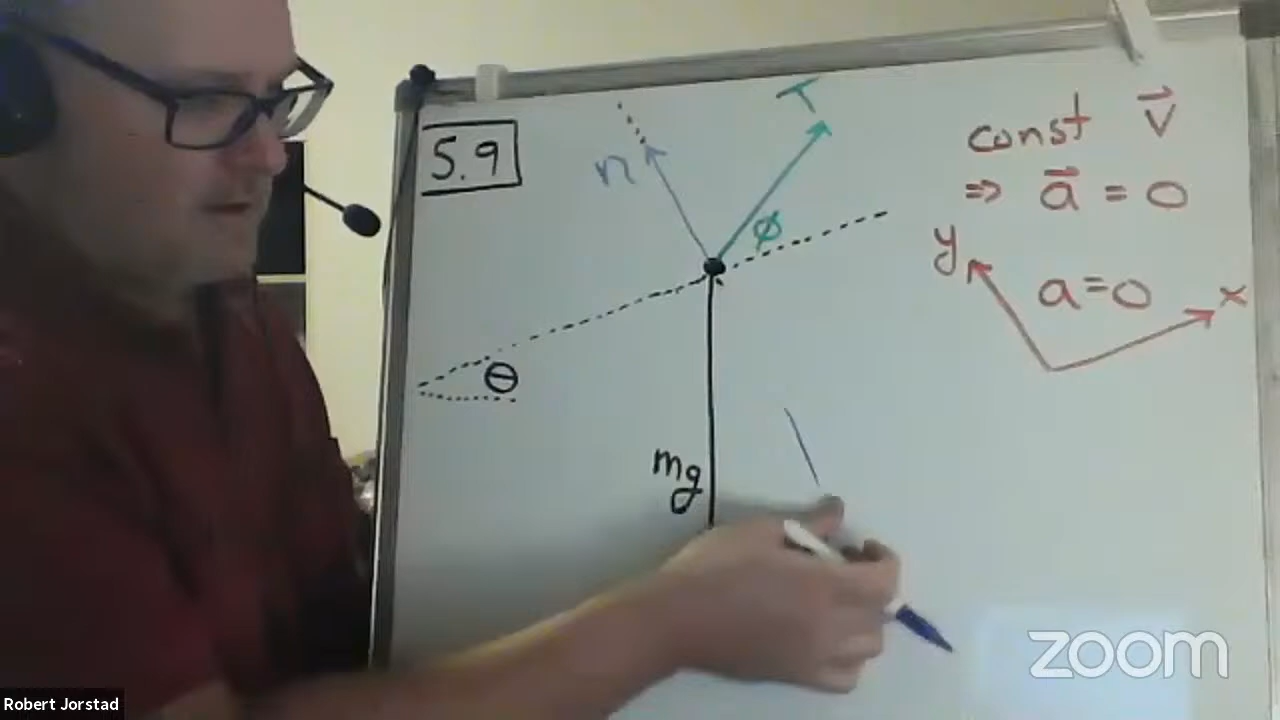 5.9
n
T
φ
θ
mg
const v⃗
⇒ a⃗ = 0
y
a=0
x
zoom
Robert Jorstad